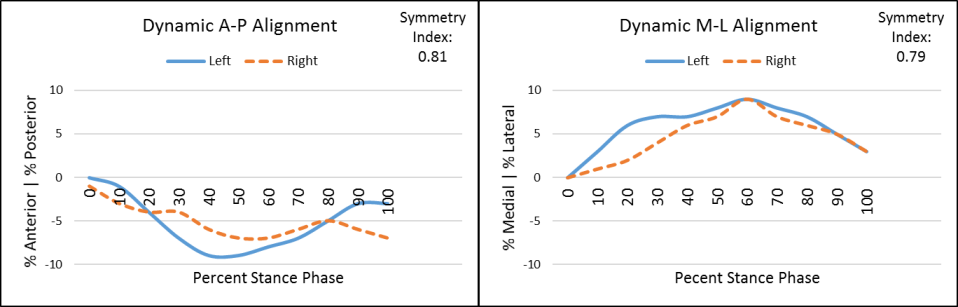 Dynamic A-P Alignment
Symmetry
Index:
0.81
Left
Right
% Anterior | % Posterior
10
5
0
-5
-10
0 10 20 30 40 50 60 70 80 90 100
Percent Stance Phase
Dynamic M-L Alignment
Symmetry
Index:
0.79
Left
Right
% Medial | % Lateral
10
5
0
-5
-10
0 10 20 30 40 50 60 70 80 90 100
Pecent Stance Phase